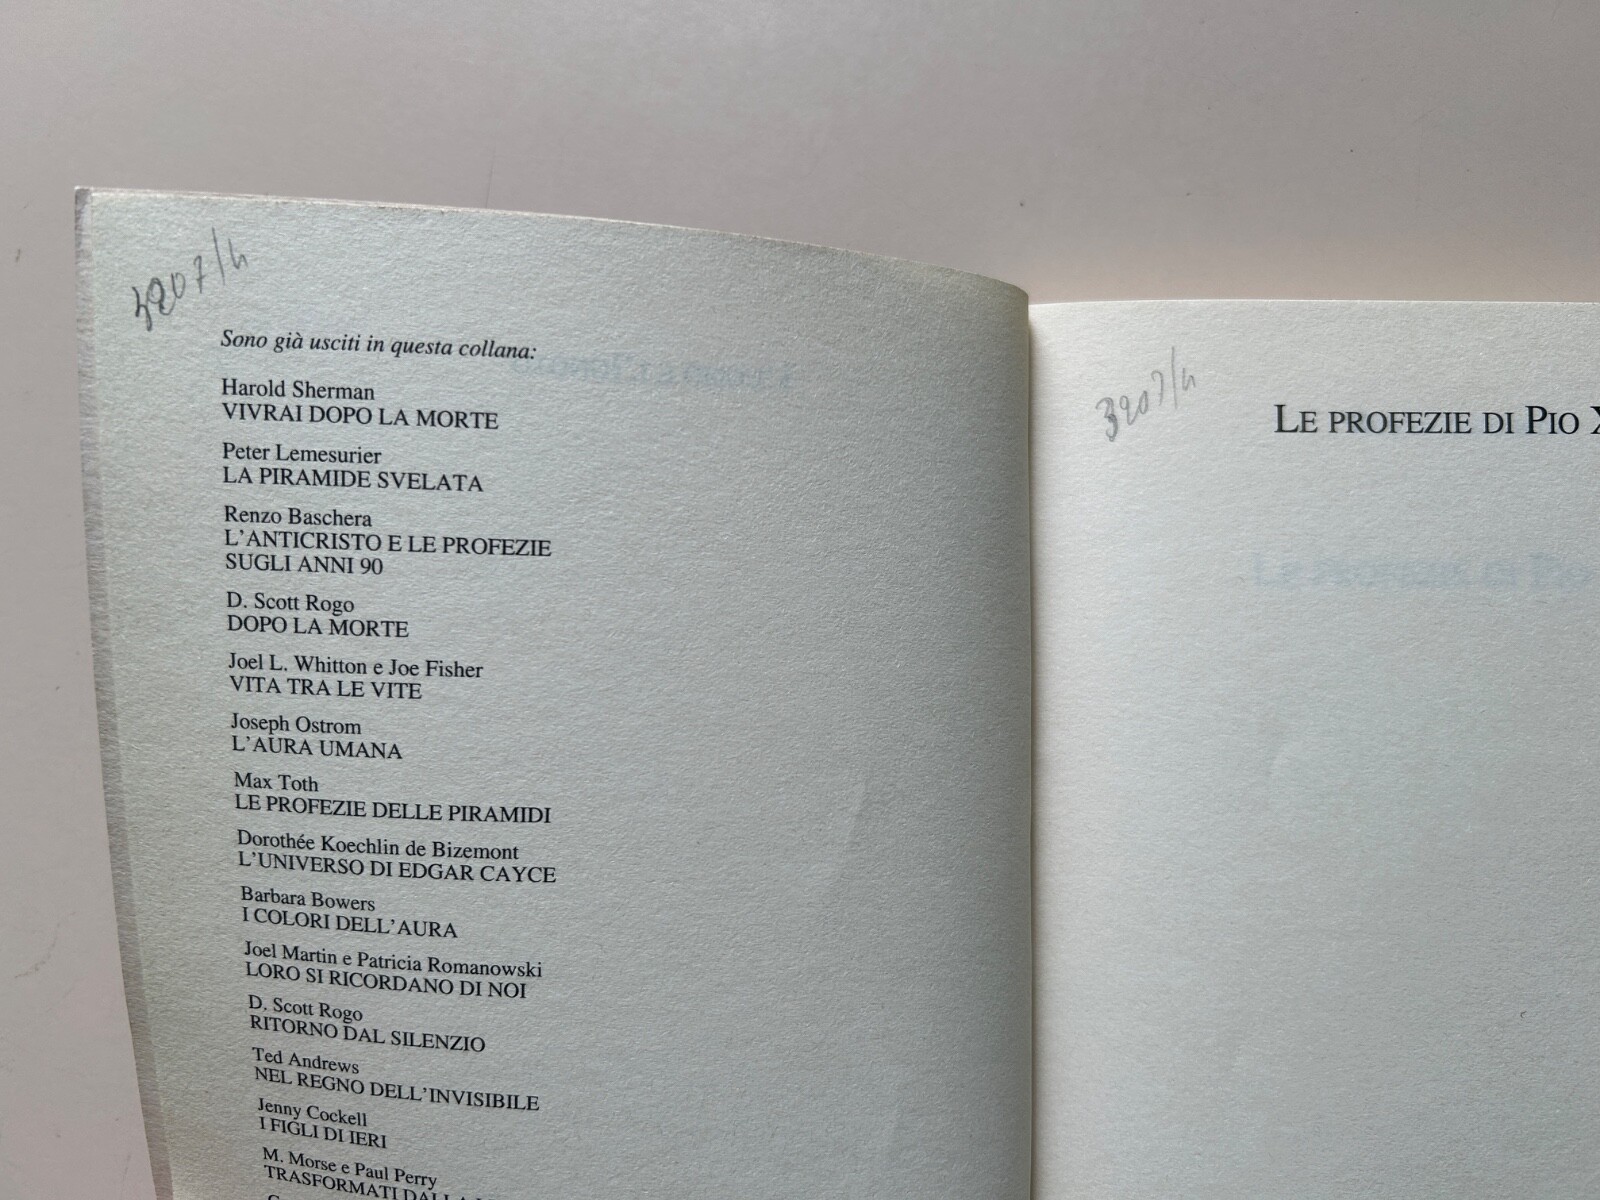 3207/4
Sono già usciti in questa collana:
Harold Sherman
VIVRAI DOPO LA MORTE
Peter Lemesurier
LA PIRAMIDE SVELATA
Renzo Baschera
L'ANTICRISTO E LE PROFEZIE
SUGLI ANNI 90
D. Scott Rogo
DOPO LA MORTE
Joel L. Whitton e Joe Fisher
VITA TRA LE VITE
Joseph Ostrom
L'AURA UMANA
Max Toth
LE PROFEZIE DELLE PIRAMIDI
Dorothée Koechlin de Bizemont
L'UNIVERSO DI EDGAR CAYCE
Barbara Bowers
I COLORI DELL'AURA
Joel Martin e Patricia Romanowski
LORO SI RICORDANO DI NOI
D. Scott Rogo
RITORNO DAL SILENZIO
Ted Andrews
NEL REGNO DELL'INVISIBILE
Jenny Cockell
I FIGLI DI IERI
M. Morse e Paul Perry
TRASFORMATI DALLA
3207/4
LE PROFEZIE DI PIO X